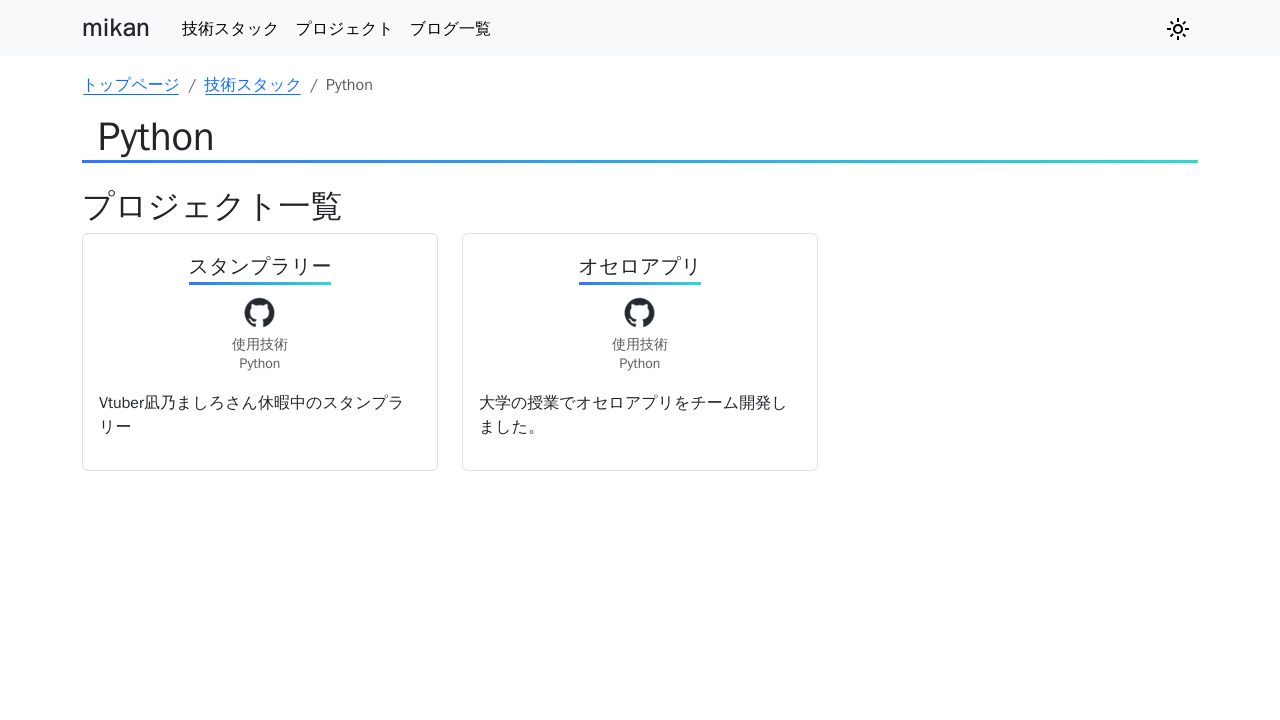 mikan 技術スタック プロジェクト ブログ一覧
トップページ / 技術スタック / Python
Python
プロジェクト一覧
スタンプラリー
使用技術
Python
Vtuber凪乃ましろさん休暇中のスタンプラ
リー
オセロアプリ
使用技術
Python
大学の授業でオセロアプリをチーム開発し
ました。